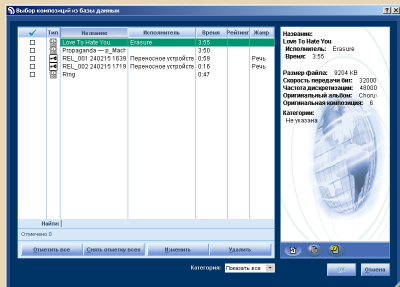 Выбор композиций из базы данных
Тип Название Исполнитель Время Рейтинг Жанр
Love To Hate You Erasure 3:55
Propaganda — p_Mach 3:50
REL_001 240215 1639 Переносное устройств 0:59 Речь
REL_002 240215 1719 Переносное устройств 0:16 Речь
Ring 0:47
Найти:
Отмечено 0
Отметить все Снять отметку всех Изменить Удалить
Категория: Показать все
Отмена
Название:
Love To Hate You
Исполнитель: Erasure
Время: 3:55
Размер файла: 9204 KB
Скорость передачи бит: 32000
Частота дискретизации: 48000
Оригинальный альбом: Chorus
Оригинальная композиция: 6
Категории:
Не указана